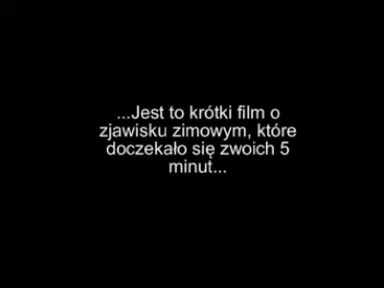 ...Jest to krótki film o
zjawisku zimowym, które
doczekało się zwoich 5
minut...